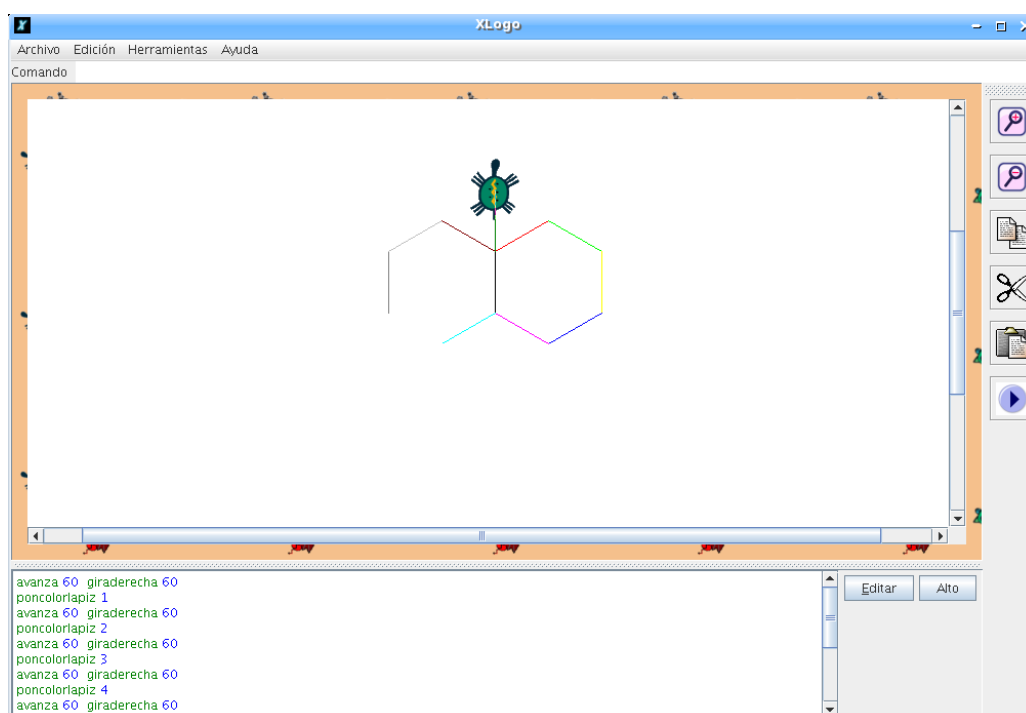 XLogo
Archivo Edición Herramientas Ayuda
Comando
avanza 60 giraderecha 60
poncolorlapiz 1
avanza 60 giraderecha 60
poncolorlapiz 2
avanza 60 giraderecha 60
poncolorlapiz 3
avanza 60 giraderecha 60
poncolorlapiz 4
avanza 60 giraderecha 60
Editar Alto